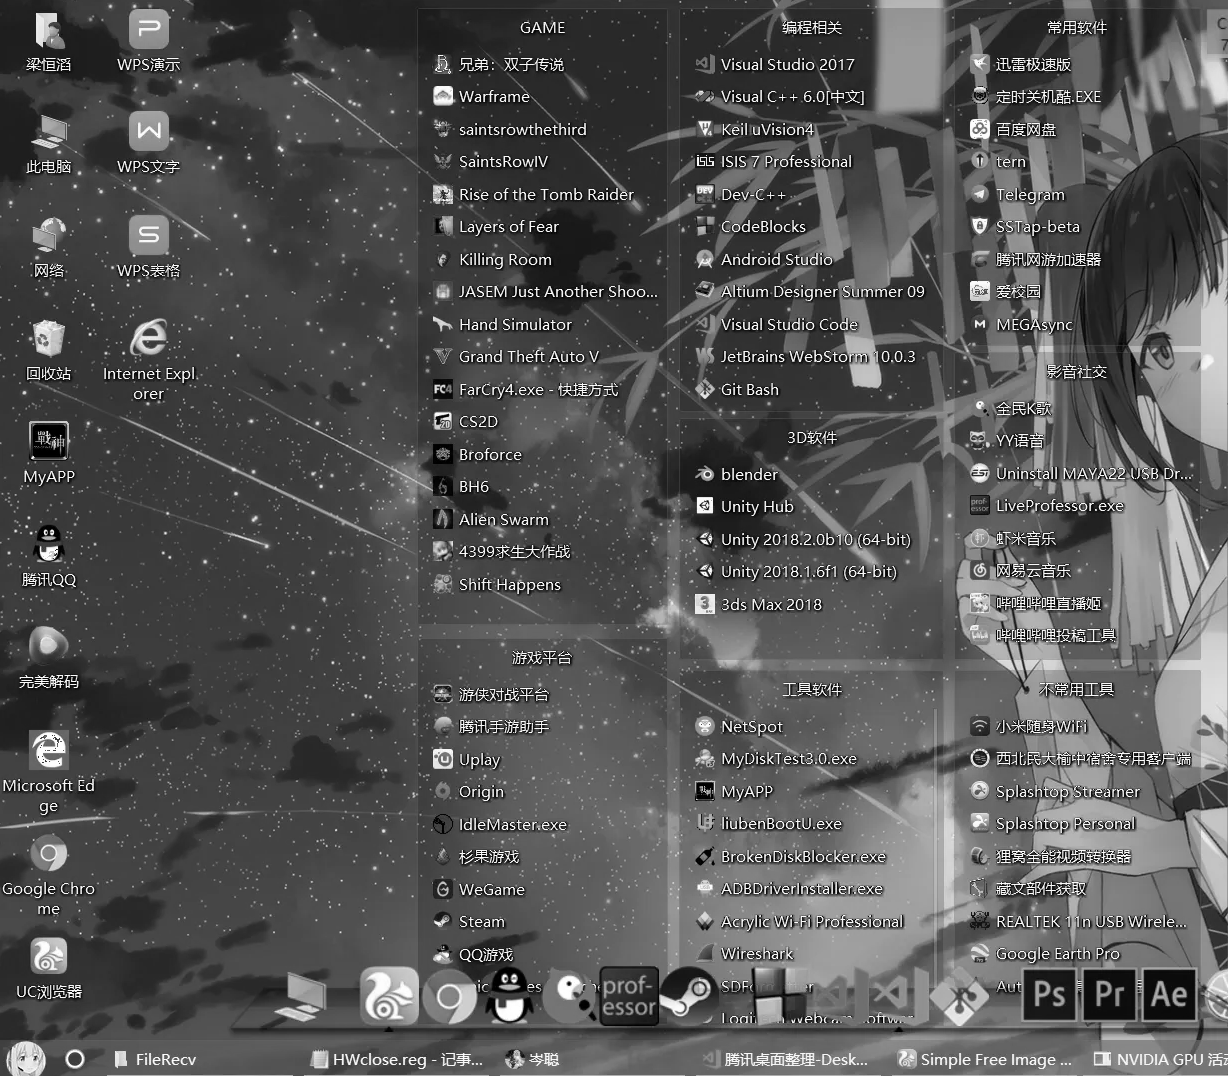 梁恒滔
WPS演示
此电脑
WPS文字
网络
WPS表格
回收站
Internet Expl
orer
MyAPP
腾讯QQ
完美解码
Microsoft Ed
ge
Google Chro
me
UC浏览器
GAME
兄弟：双子传说
Warframe
saintsrowthethird
SaintsRowIV
Rise of the Tomb Raider
Layers of Fear
Killing Room
JASEM Just Another Shoo...
Hand Simulator
Grand Theft Auto V
FarCry4.exe - 快捷方式
CS2D
Broforce
BH6
Alien Swarm
4399求生大作战
Shift Happens
游戏平台
游侠对战平台
腾讯手游助手
Uplay
Origin
IdleMaster.exe
杉果游戏
WeGame
Steam
QQ游戏
编程相关
Visual Studio 2017
Visual C++ 6.0[中文]
Keil uVision4
ISIS 7 Professional
Dev-C++
CodeBlocks
Android Studio
Altium Designer Summer 09
Visual Studio Code
JetBrains WebStorm 10.0.3
Git Bash
3D软件
blender
Unity Hub
Unity 2018.2.0b10 (64-bit)
Unity 2018.1.6f1 (64-bit)
3ds Max 2018
工具软件
NetSpot
MyDiskTest3.0.exe
MyAPP
liubenBootU.exe
BrokenDiskBlocker.exe
ADBDriverInstaller.exe
Acrylic Wi-Fi Professional
Wireshark
常用软件
迅雷极速版
定时关机酷.EXE
百度网盘
tern
Telegram
SSTap-beta
腾讯网游加速器
爱校园
MEGAsync
影音社交
全民K歌
YY语音
Uninstall MAYA22 USB Dr...
LiveProfessor.exe
虾米音乐
网易云音乐
哔哩哔哩直播姬
哔哩哔哩投稿工具
不常用工具
小米随身WiFi
西北民大榆中宿舍专用客户端
Splashtop Streamer
Splashtop Personal
狸窝全能视频转换器
藏文部件获取
REALTEK 11n USB Wirele...
Google Earth Pro
prof-
essor
Ps
Pr
Ae
FileRecv
HWclose.reg - 记事...
岑聪
腾讯桌面整理-Desk...
Simple Free Image ...
NVIDIA GPU 活